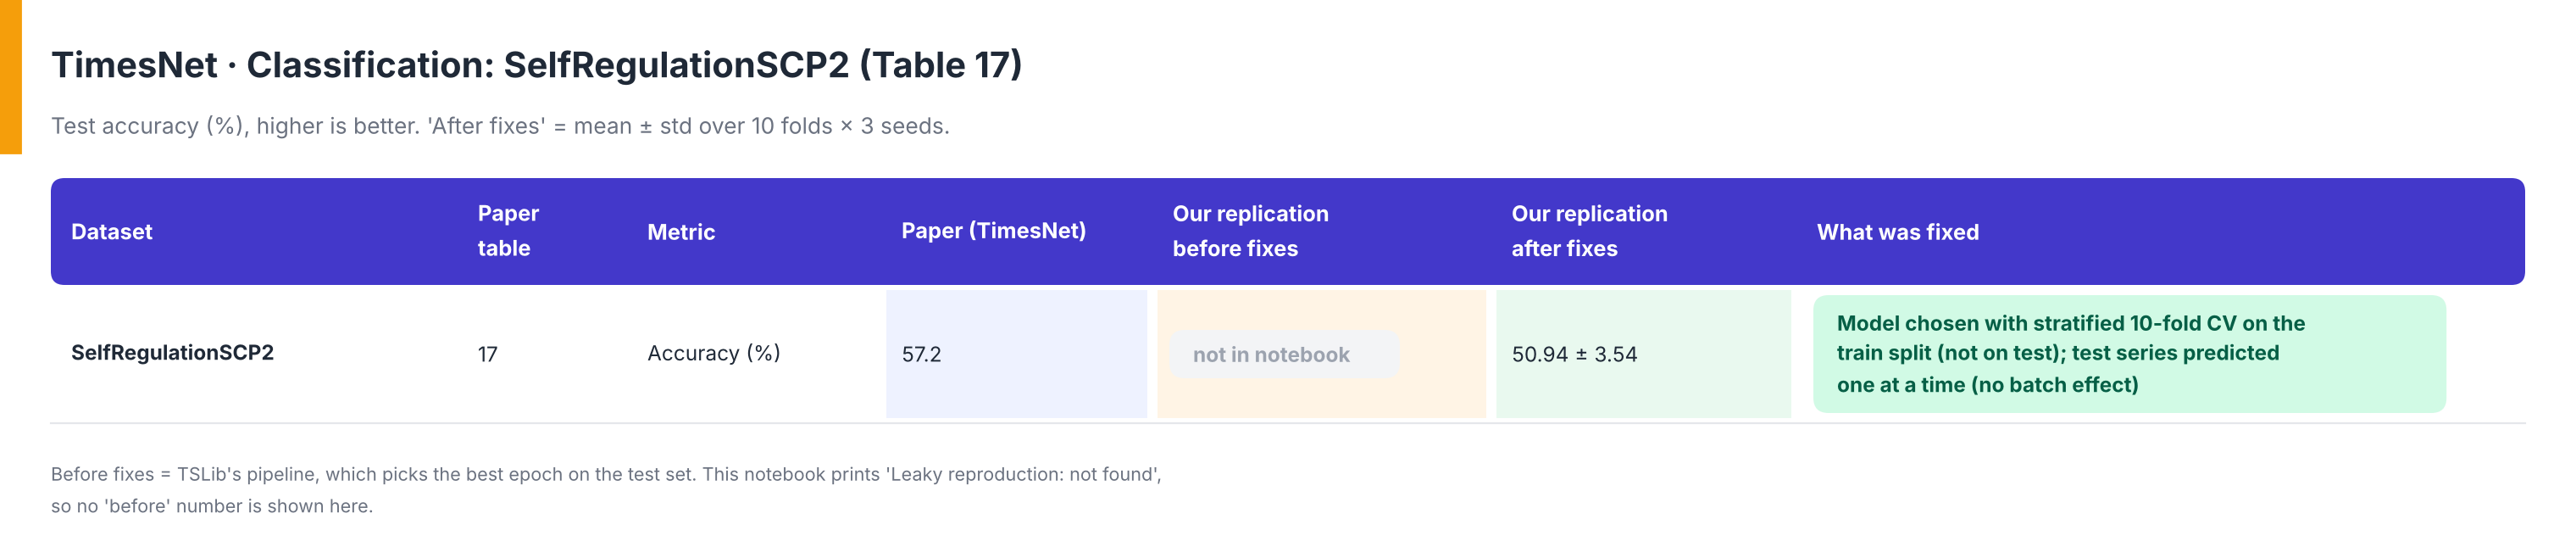 TimesNet · Classification: SelfRegulationSCP2 (Table 17)
Test accuracy (%), higher is better. 'After fixes' = mean ± std over 10 folds × 3 seeds.
Dataset
Paper
table
Metric
Paper (TimesNet)
Our replication
before fixes
Our replication
after fixes
What was fixed
SelfRegulationSCP2
17
Accuracy (%)
57.2
not in notebook
50.94 ± 3.54
Model chosen with stratified 10-fold CV on the
train split (not on test); test series predicted
one at a time (no batch effect)
Before fixes = TSLib's pipeline, which picks the best epoch on the test set. This notebook prints 'Leaky reproduction: not found',
so no 'before' number is shown here.